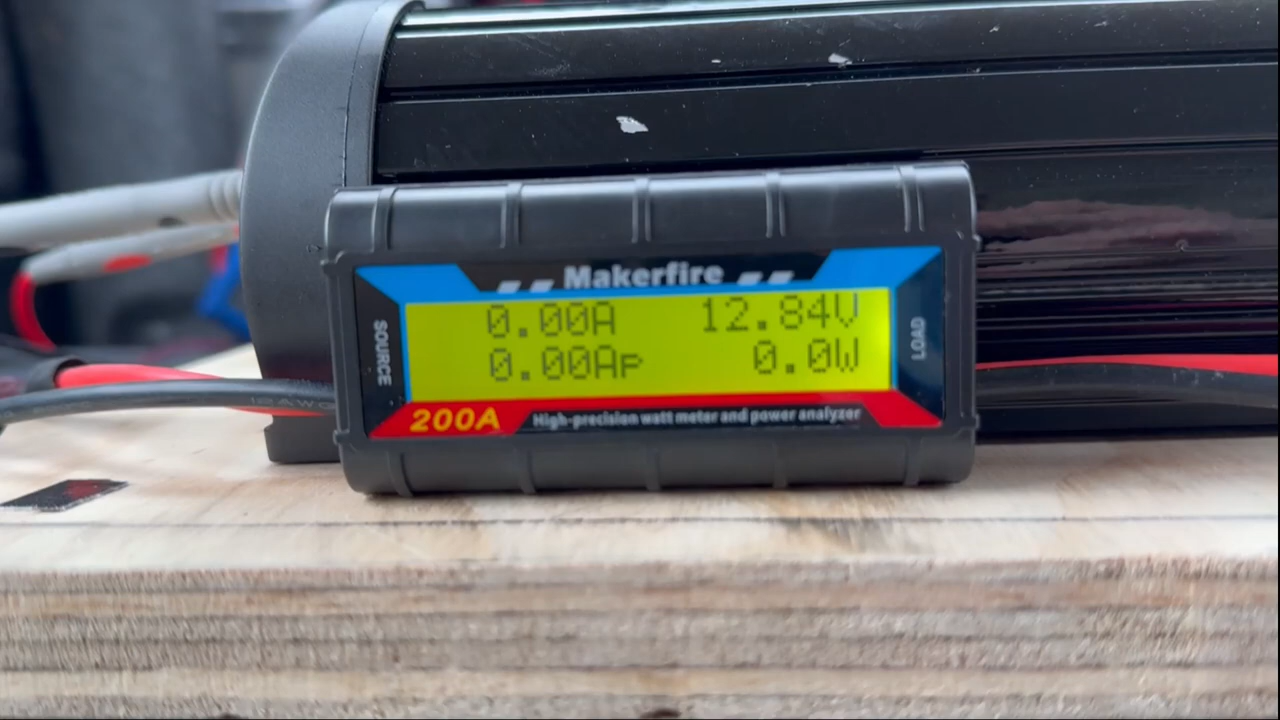 Makerfire
SOURCE
0.00A 12.84V
0.00Ap 0.0W
LOAD
200A High-precision watt meter and power analyzer
12AWG